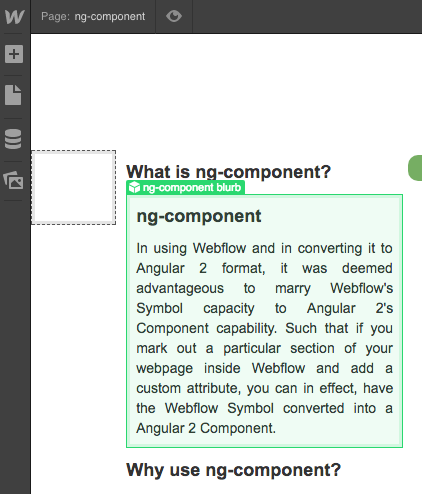 W
Page: ng-component
What is ng-component?
ng-component blurb
ng-component
In using Webflow and in converting it to
Angular 2 format, it was deemed
advantageous to marry Webflow's
Symbol capacity to Angular 2's
Component capability. Such that if you
mark out a particular section of your
webpage inside Webflow and add a
custom attribute, you can in effect, have
the Webflow Symbol converted into a
Angular 2 Component.
Why use ng-component?